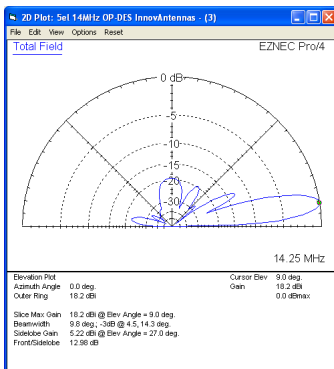 2D Plot: 5el 14MHz OP-DES InnovAntennas - (3)
File Edit View Options Reset
Total Field EZNEC Pro/4
0 dB
-5
-10
-15
-20
-30
14.25 MHz
Elevation Plot Cursor Elev 9.0 deg.
Azimuth Angle 0.0 deg. Gain 18.2 dBi
Outer Ring 18.2 dBi 0.0 dBmax
Slice Max Gain 18.2 dBi @ Elev Angle = 9.0 deg.
Beamwidth 9.8 deg.; -3dB @ 4.5, 14.3 deg.
Sidelobe Gain 5.22 dBi @ Elev Angle = 27.0 deg.
Front/Sidelobe 12.98 dB